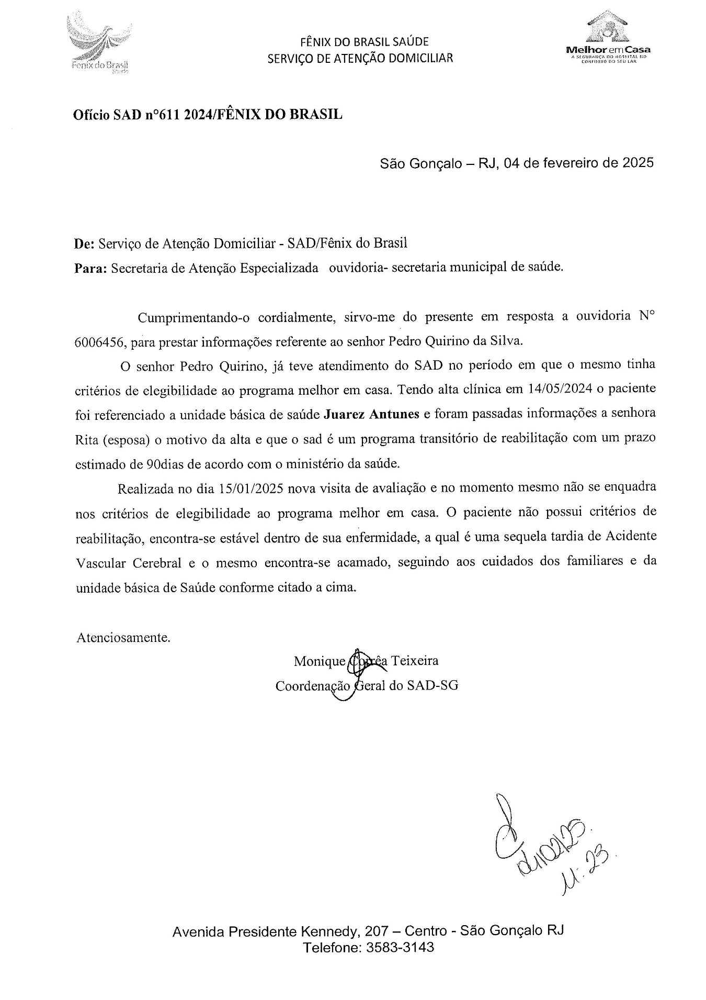 Fenix do Brasil
Saúde
FÊNIX DO BRASIL SAÚDE
SERVIÇO DE ATENÇÃO DOMICILIAR
Melhor em Casa
A SEGURANÇA DO HOSPITAL NO
CONFORTO DO SEU LAR
Ofício SAD n°611 2024/FÊNIX DO BRASIL
São Gonçalo – RJ, 04 de fevereiro de 2025
De: Serviço de Atenção Domiciliar - SAD/Fênix do Brasil
Para: Secretaria de Atenção Especializada ouvidoria- secretaria municipal de saúde.
Cumprimentando-o cordialmente, sirvo-me do presente em resposta a ouvidoria N°
6006456, para prestar informações referente ao senhor Pedro Quirino da Silva.
O senhor Pedro Quirino, já teve atendimento do SAD no período em que o mesmo tinha
critérios de elegibilidade ao programa melhor em casa. Tendo alta clínica em 14/05/2024 o paciente
foi referenciado a unidade básica de saúde Juarez Antunes e foram passadas informações a senhora
Rita (esposa) o motivo da alta e que o sad é um programa transitório de reabilitação com um prazo
estimado de 90dias de acordo com o ministério da saúde.
Realizada no dia 15/01/2025 nova visita de avaliação e no momento mesmo não se enquadra
nos critérios de elegibilidade ao programa melhor em casa. O paciente não possui critérios de
reabilitação, encontra-se estável dentro de sua enfermidade, a qual é uma sequela tardia de Acidente
Vascular Cerebral e o mesmo encontra-se acamado, seguindo aos cuidados dos familiares e da
unidade básica de Saúde conforme citado a cima.
Atenciosamente.
Monique Corrêa Teixeira
Coordenação Geral do SAD-SG
Avenida Presidente Kennedy, 207 – Centro - São Gonçalo RJ
Telefone: 3583-3143